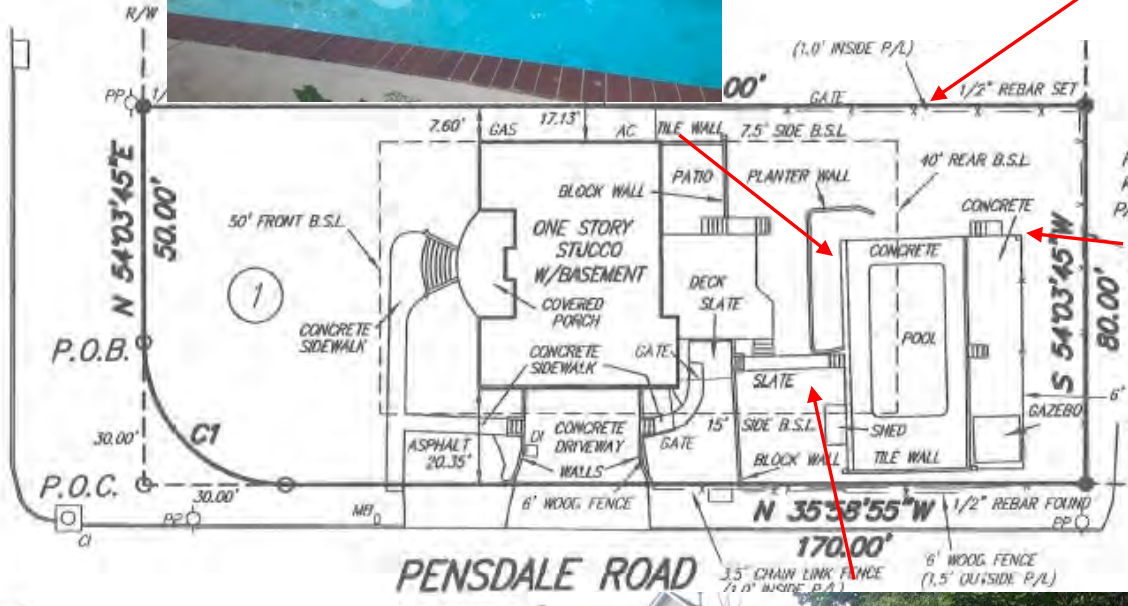 R/W
(1.0' INSIDE P/L)
PP
00'
GATE
1/2" REBAR SET
7.60'
GAS
17.13'
AC
TILE WALL
7.5' SIDE B.S.L
40' REAR B.S.L
N 54°03'45"E
50.00'
50' FRONT B.S.L
BLOCK WALL
PATIO
PLANTER WALL
CONCRETE
1
ONE STORY
STUCCO
W/BASEMENT
CONCRETE
DECK
SLATE
COVERED
PORCH
POOL
S 54°03'45"W
80.00'
CONCRETE
SIDEWALK
P.O.B.
CONCRETE
SIDEWALK
GATE
SLATE
6'
GAZEBO
30.00'
C1
ASPHALT
20.35'
DI
CONCRETE
DRIVEWAY
GATE
15'
SIDE B.S.L
SHED
WALLS
BLOCK WALL
TILE WALL
P.O.C.
30.00'
6' WOOD FENCE
N 35°58'55"W
1/2" REBAR FOUND
MB
PP
CI
170.00'
PENSDALE ROAD
3.5' CHAIN LINK FENCE
(1.0' INSIDE P/L)
6' WOOD FENCE
(1.5' OUTSIDE P/L)